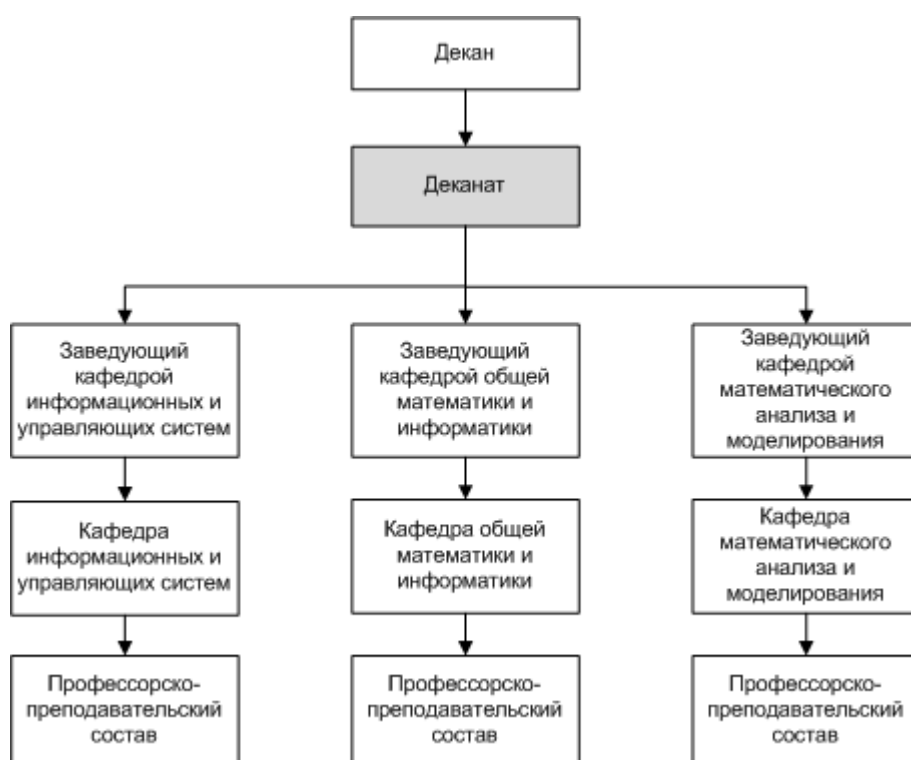 Декан
Деканат
Заведующий
кафедрой
информационных и
управляющих систем
Заведующий
кафедрой общей
математики и
информатики
Заведующий
кафедрой
математического
анализа и
моделирования
Кафедра
информационных и
управляющих систем
Кафедра общей
математики и
информатики
Кафедра
математического
анализа и
моделирования
Профессорско-
преподавательский
состав
Профессорско-
преподавательский
состав
Профессорско-
преподавательский
состав